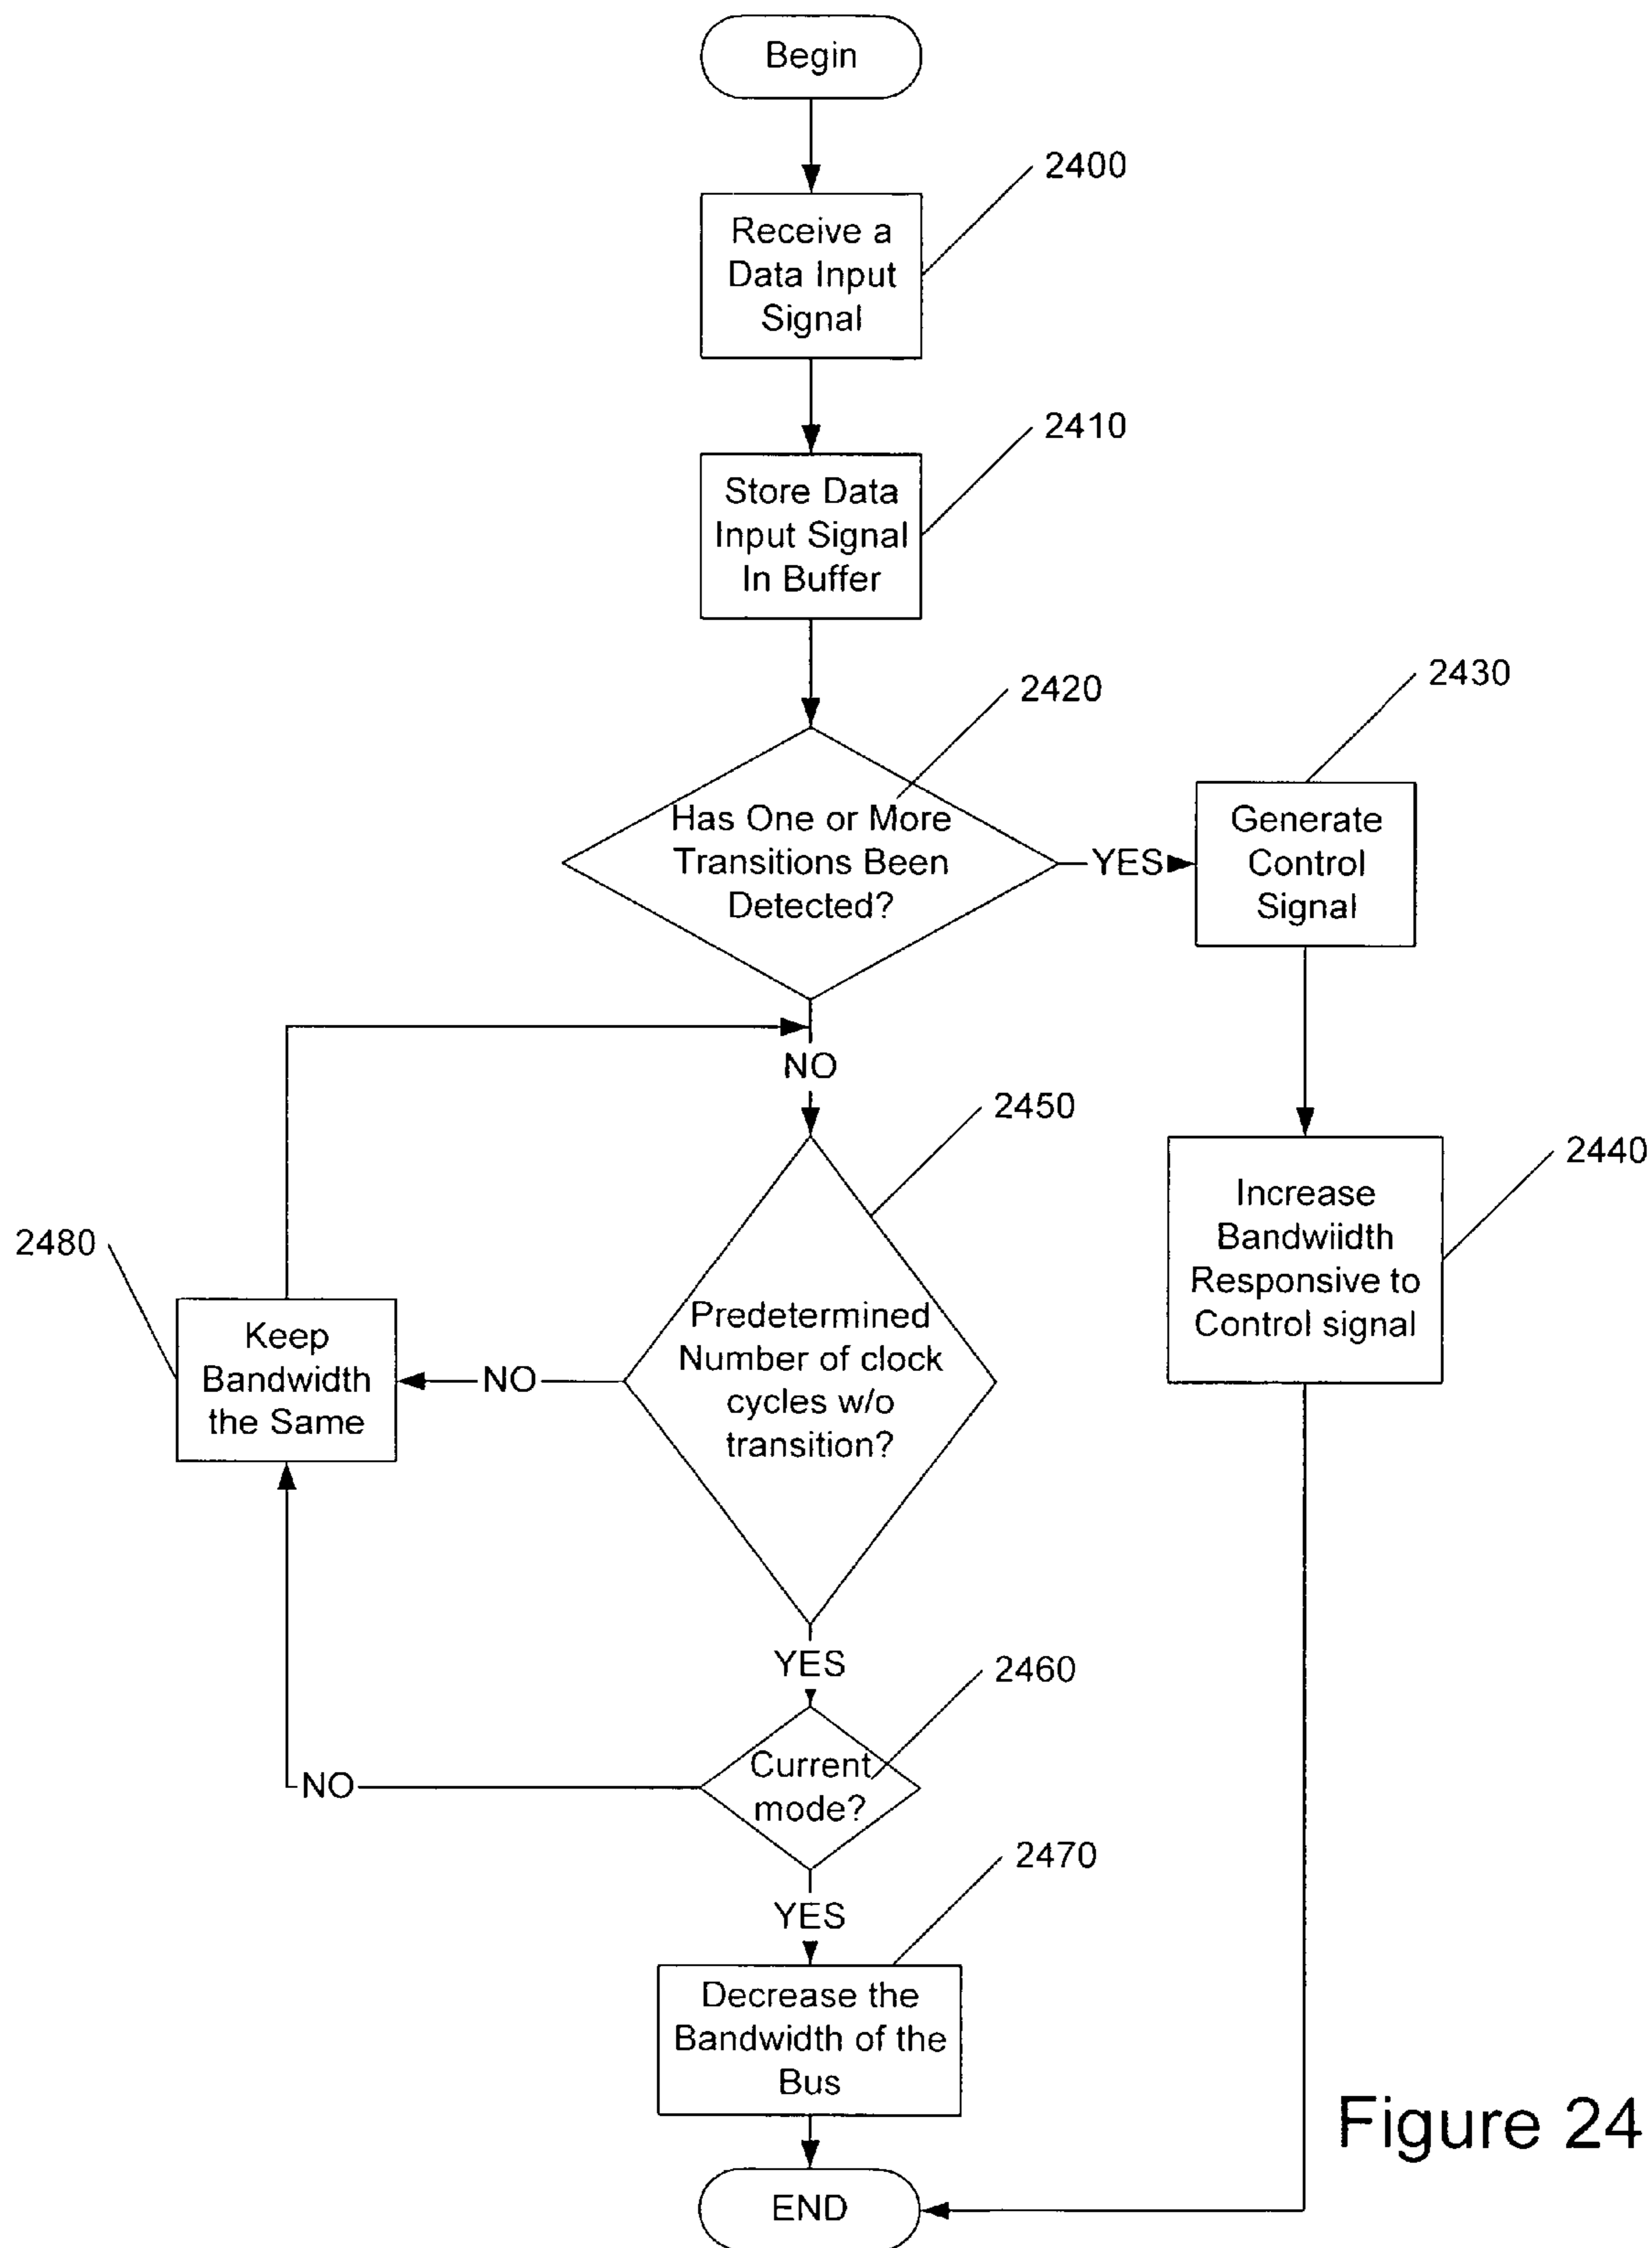 Begin
2400
Receive a
Data Input
Signal
2410
Store Data
Input Signal
In Buffer
2420
2430
Has One or More
Transitions Been
Detected?
YES
Generate
Control
Signal
NO
2450
2440
Increase
Bandwiidth
Responsive to
Control signal
2480
Keep
Bandwidth
the Same
NO
Predetermined
Number of clock
cycles w/o
transition?
YES
2460
Current
mode?
NO
2470
YES
Decrease the
Bandwidth of the
Bus
Figure 24
END